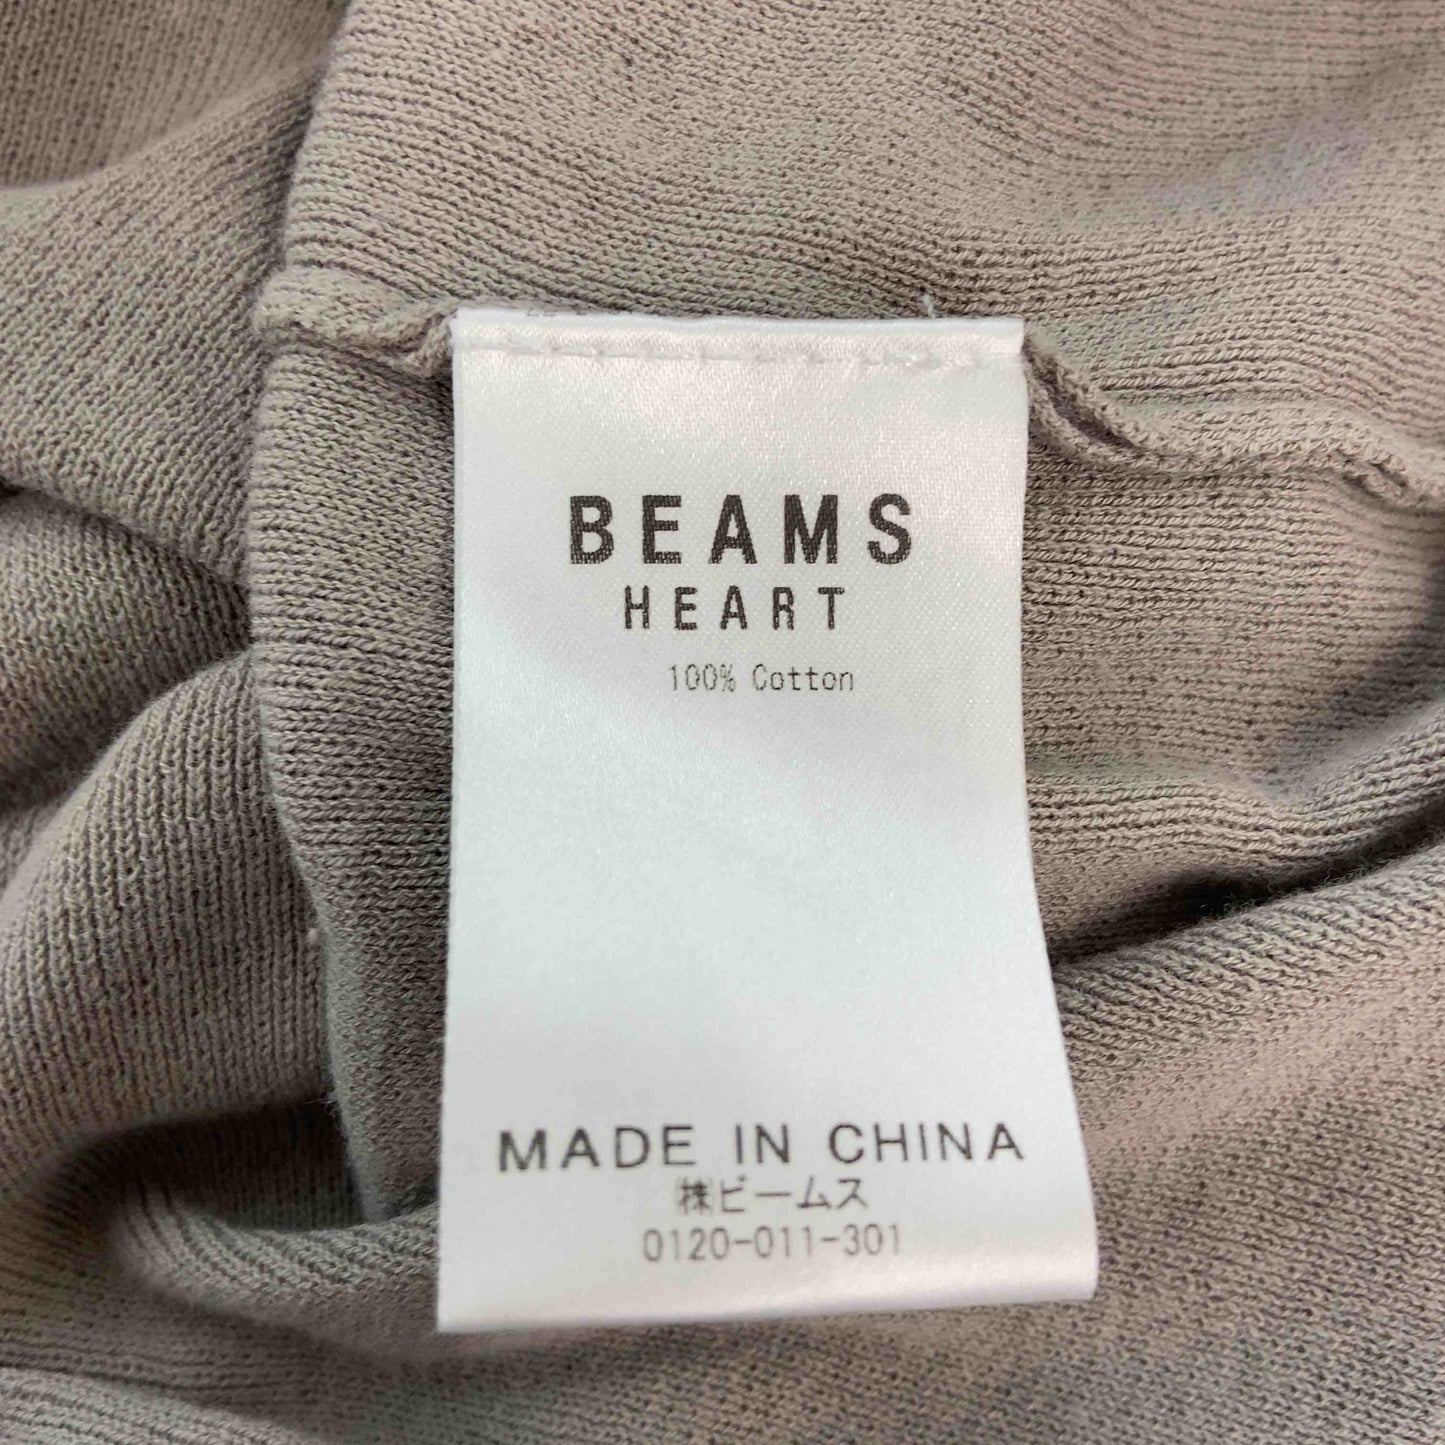 BEAMS
HEART
100% Cotton
MADE IN CHINA
㈱ビームス
0120-011-301